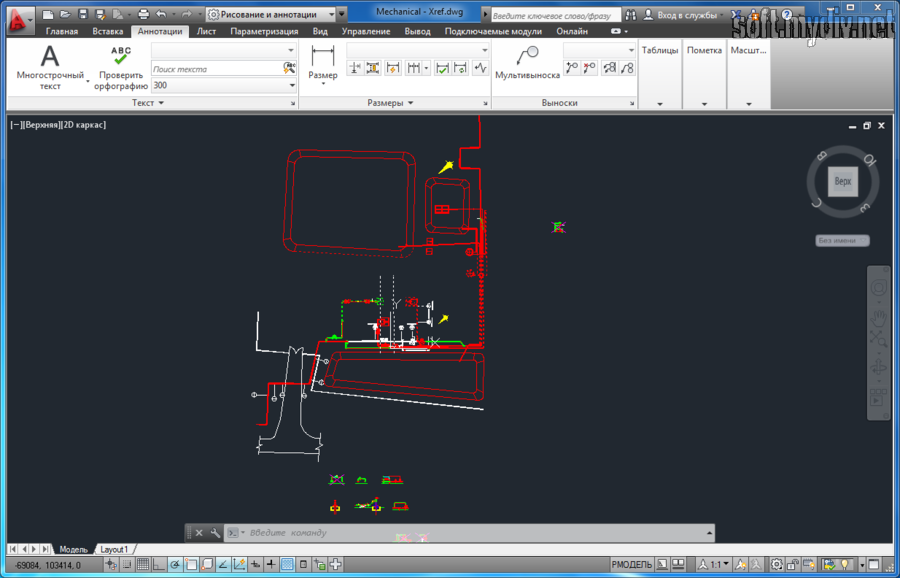 Рисование и аннотации
Mechanical - Xref.dwg
Введите ключевое слово/фразу
Вход в службы
Главная Вставка Аннотации Лист Параметризация Вид Управление Вывод Подключаемые модули Онлайн
A
ABC
Многострочный текст
Проверить орфографию
Поиск текста
300
Размер
Мультивыноска
Таблицы
Пометка
Масшт...
Текст
Размеры
Выноски
[−][Верхняя][2D каркас]
Верх
Без имени
Y
X
Введите команду
Модель Layout1
-69084, 103414, 0
РМОДЕЛЬ
1:1